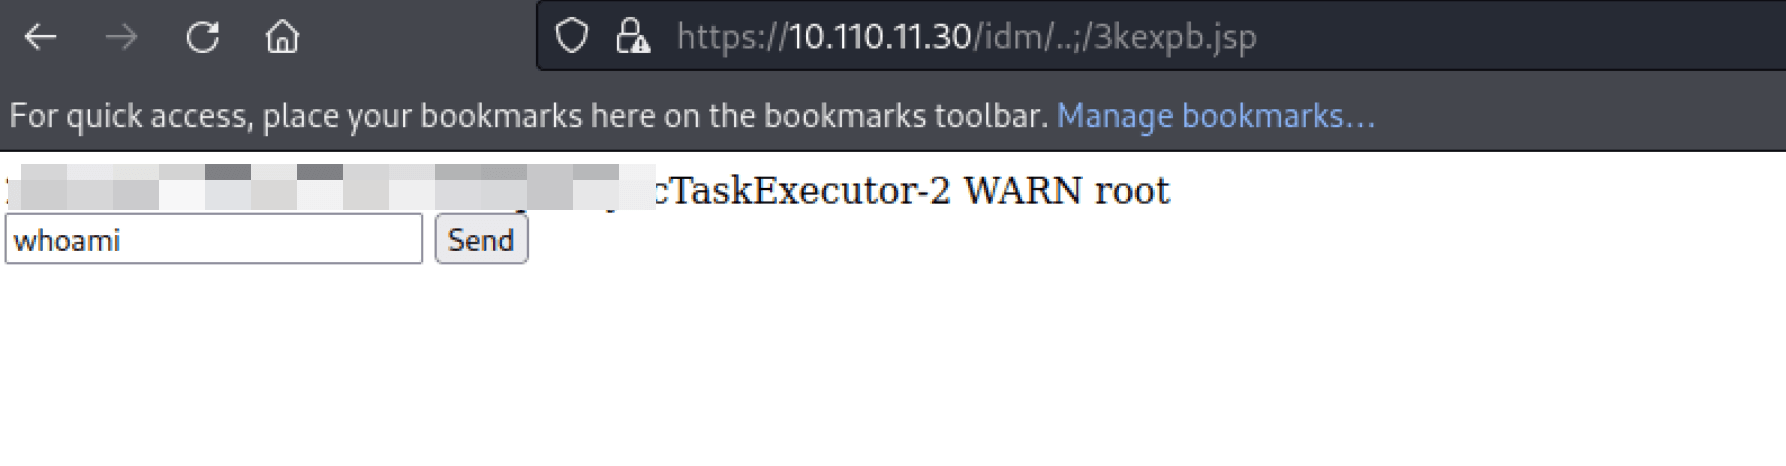 https://10.110.11.30/idm/..;/3kexpb.jsp
For quick access, place your bookmarks here on the bookmarks toolbar. Manage bookmarks...
cTaskExecutor-2 WARN root
whoami Send